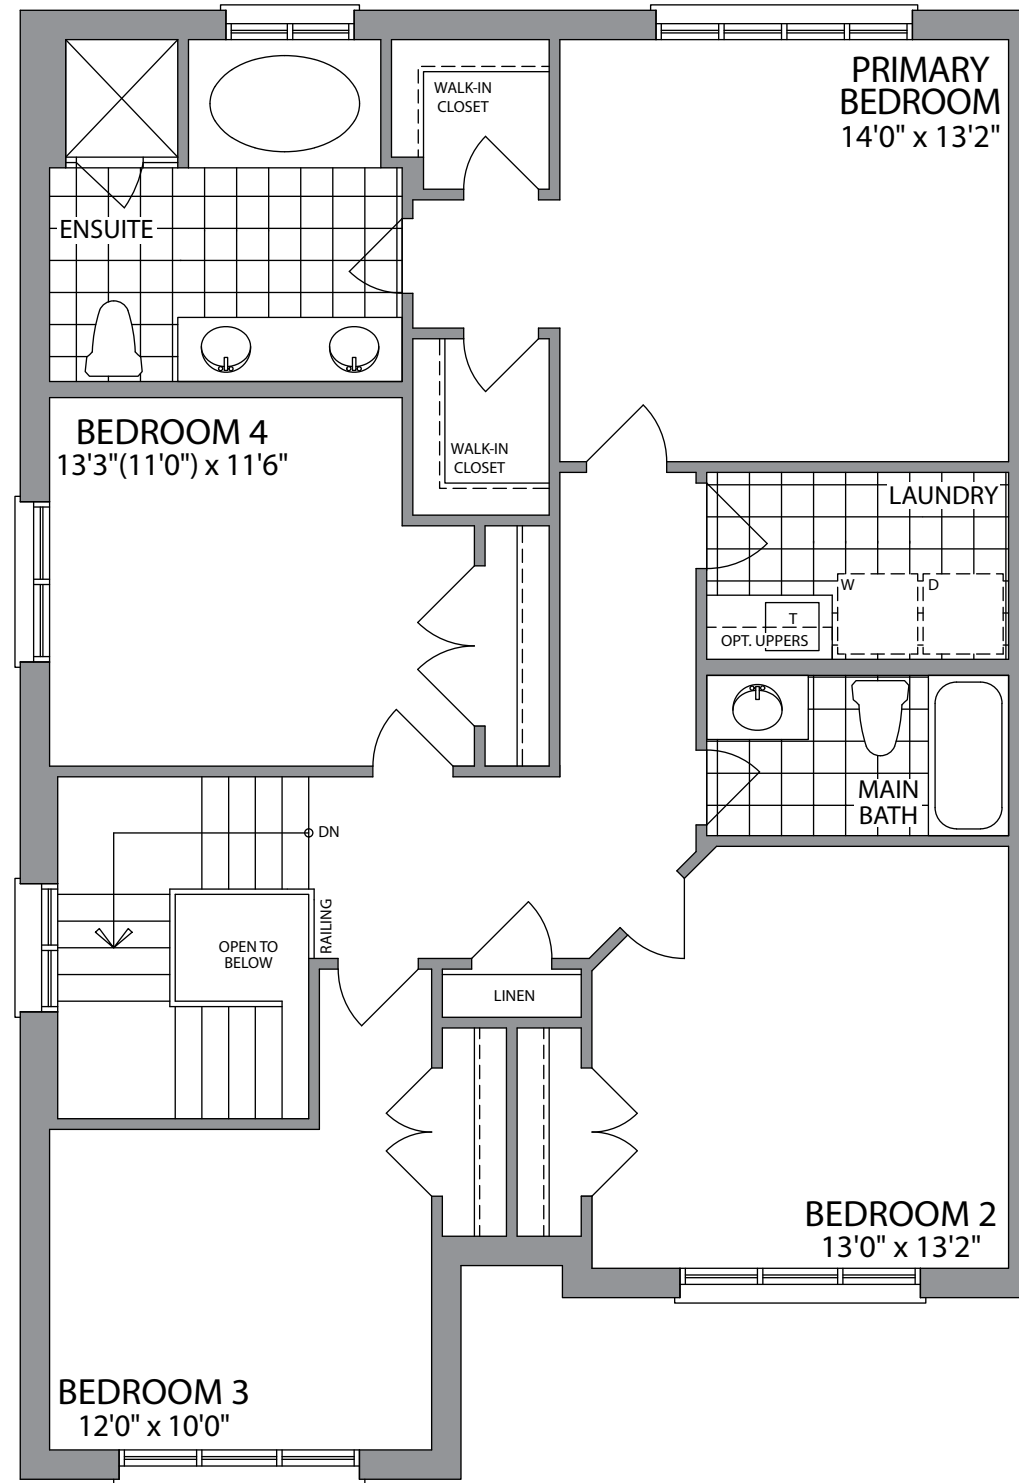 WALK-IN
CLOSET
PRIMARY
BEDROOM
14'0" x 13'2"
ENSUITE
BEDROOM 4
13'3"(11'0") x 11'6"
WALK-IN
CLOSET
LAUNDRY
W
D
T
OPT. UPPERS
MAIN
BATH
DN
RAILING
OPEN TO
BELOW
LINEN
BEDROOM 2
13'0" x 13'2"
BEDROOM 3
12'0" x 10'0"